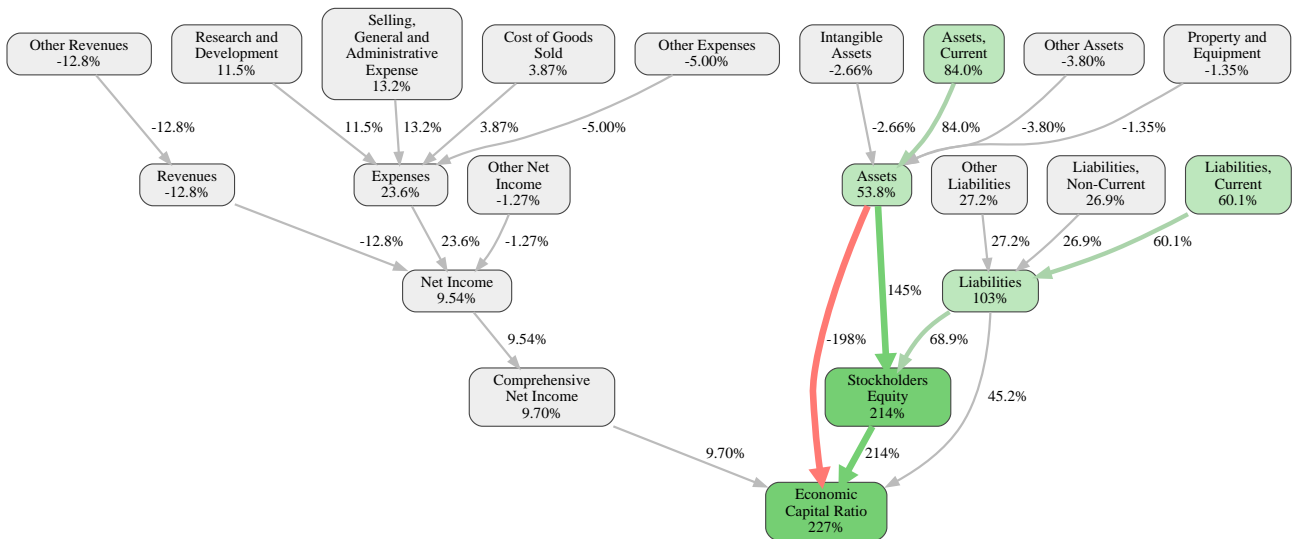 Other Revenues
-12.8%
Research and
Development
11.5%
Selling,
General and
Administrative
Expense
13.2%
Cost of Goods
Sold
3.87%
Other Expenses
-5.00%
Intangible
Assets
-2.66%
Assets,
Current
84.0%
Other Assets
-3.80%
Property and
Equipment
-1.35%
-12.8%
11.5%
13.2%
3.87%
-5.00%
-2.66%
84.0%
-3.80%
-1.35%
Revenues
-12.8%
Expenses
23.6%
Other Net
Income
-1.27%
Assets
53.8%
Other
Liabilities
27.2%
Liabilities,
Non-Current
26.9%
Liabilities,
Current
60.1%
-12.8%
23.6%
-1.27%
27.2%
26.9%
60.1%
Net Income
9.54%
145%
Liabilities
103%
9.54%
-198%
68.9%
Comprehensive
Net Income
9.70%
Stockholders
Equity
214%
45.2%
9.70%
214%
Economic
Capital Ratio
227%